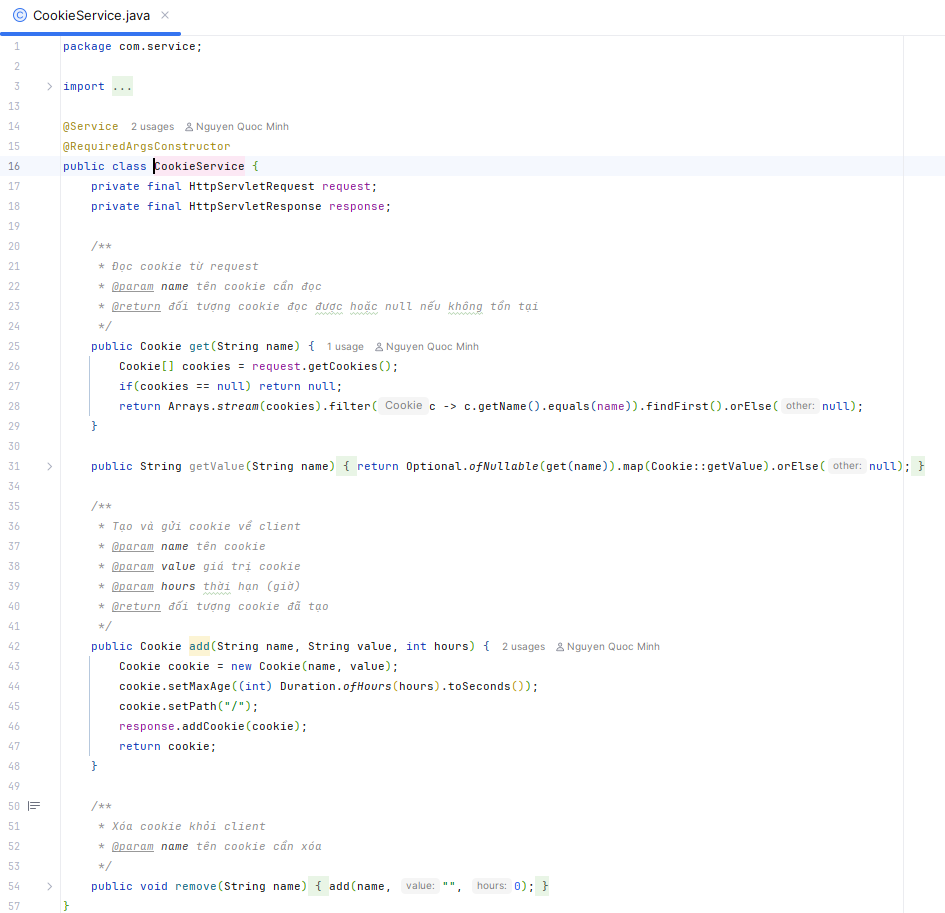 CookieService.java
1 package com.service;
2
3 import ...
13
14 @Service 2 usages Nguyen Quoc Minh
15 @RequiredArgsConstructor
16 public class CookieService {
17 private final HttpServletRequest request;
18 private final HttpServletResponse response;
19
20 /**
21 * Đọc cookie từ request
22 * @param name tên cookie cần đọc
23 * @return đối tượng cookie đọc được hoặc null nếu không tồn tại
24 */
25 public Cookie get(String name) { 1 usage Nguyen Quoc Minh
26 Cookie[] cookies = request.getCookies();
27 if(cookies == null) return null;
28 return Arrays.stream(cookies).filter( Cookie c -> c.getName().equals(name)).findFirst().orElse( other: null);
29 }
30
31 public String getValue(String name) { return Optional.ofNullable(get(name)).map(Cookie::getValue).orElse( other: null); }
34
35 /**
36 * Tạo và gửi cookie về client
37 * @param name tên cookie
38 * @param value giá trị cookie
39 * @param hours thời hạn (giờ)
40 * @return đối tượng cookie đã tạo
41 */
42 public Cookie add(String name, String value, int hours) { 2 usages Nguyen Quoc Minh
43 Cookie cookie = new Cookie(name, value);
44 cookie.setMaxAge((int) Duration.ofHours(hours).toSeconds());
45 cookie.setPath("/");
46 response.addCookie(cookie);
47 return cookie;
48 }
49
50 /**
51 * Xóa cookie khỏi client
52 * @param name tên cookie cần xóa
53 */
54 public void remove(String name) { add(name, value: "", hours: 0); }
57 }